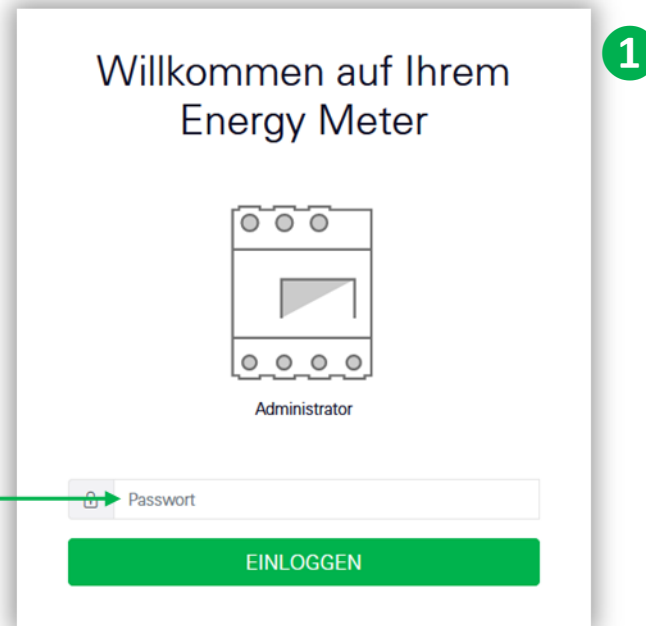 Willkommen auf Ihrem
Energy Meter
1
Administrator
Passwort
EINLOGGEN